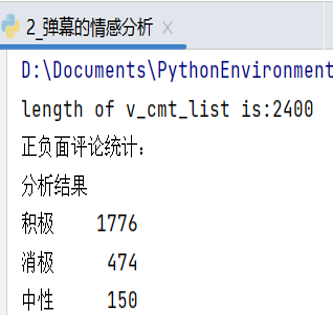 2_弹幕的情感分析 ×
D:\Documents\PythonEnvironment
length of v_cmt_list is:2400
正负面评论统计：
分析结果
积极 1776
消极 474
中性 150